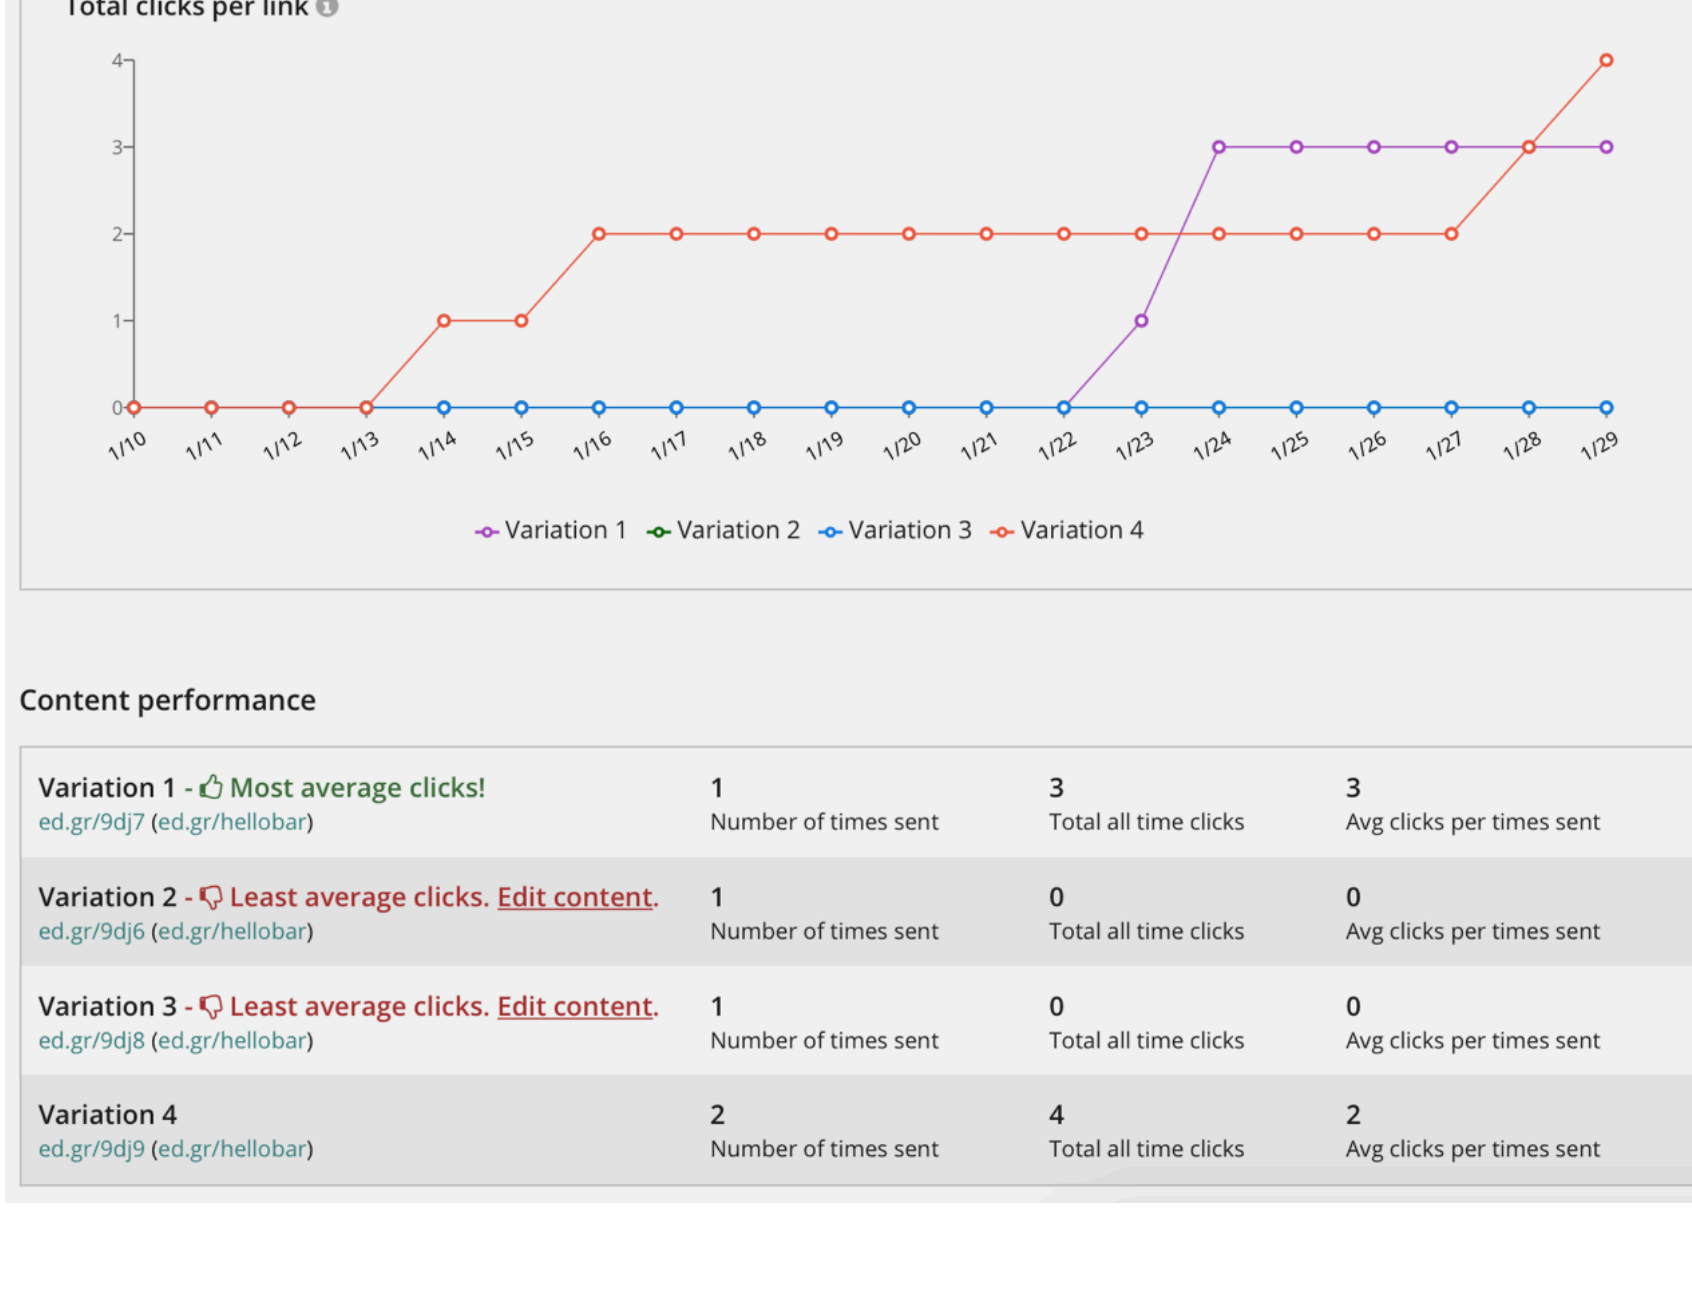 Total clicks per link
4
3
2
1
0
1/10 1/11 1/12 1/13 1/14 1/15 1/16 1/17 1/18 1/19 1/20 1/21 1/22 1/23 1/24 1/25 1/26 1/27 1/28 1/29
Variation 1 Variation 2 Variation 3 Variation 4
Content performance
Variation 1 - Most average clicks! 1 3 3
ed.gr/9dj7 (ed.gr/hellobar) Number of times sent Total all time clicks Avg clicks per times sent
Variation 2 - Least average clicks. Edit content. 1 0 0
ed.gr/9dj6 (ed.gr/hellobar) Number of times sent Total all time clicks Avg clicks per times sent
Variation 3 - Least average clicks. Edit content. 1 0 0
ed.gr/9dj8 (ed.gr/hellobar) Number of times sent Total all time clicks Avg clicks per times sent
Variation 4 2 4 2
ed.gr/9dj9 (ed.gr/hellobar) Number of times sent Total all time clicks Avg clicks per times sent